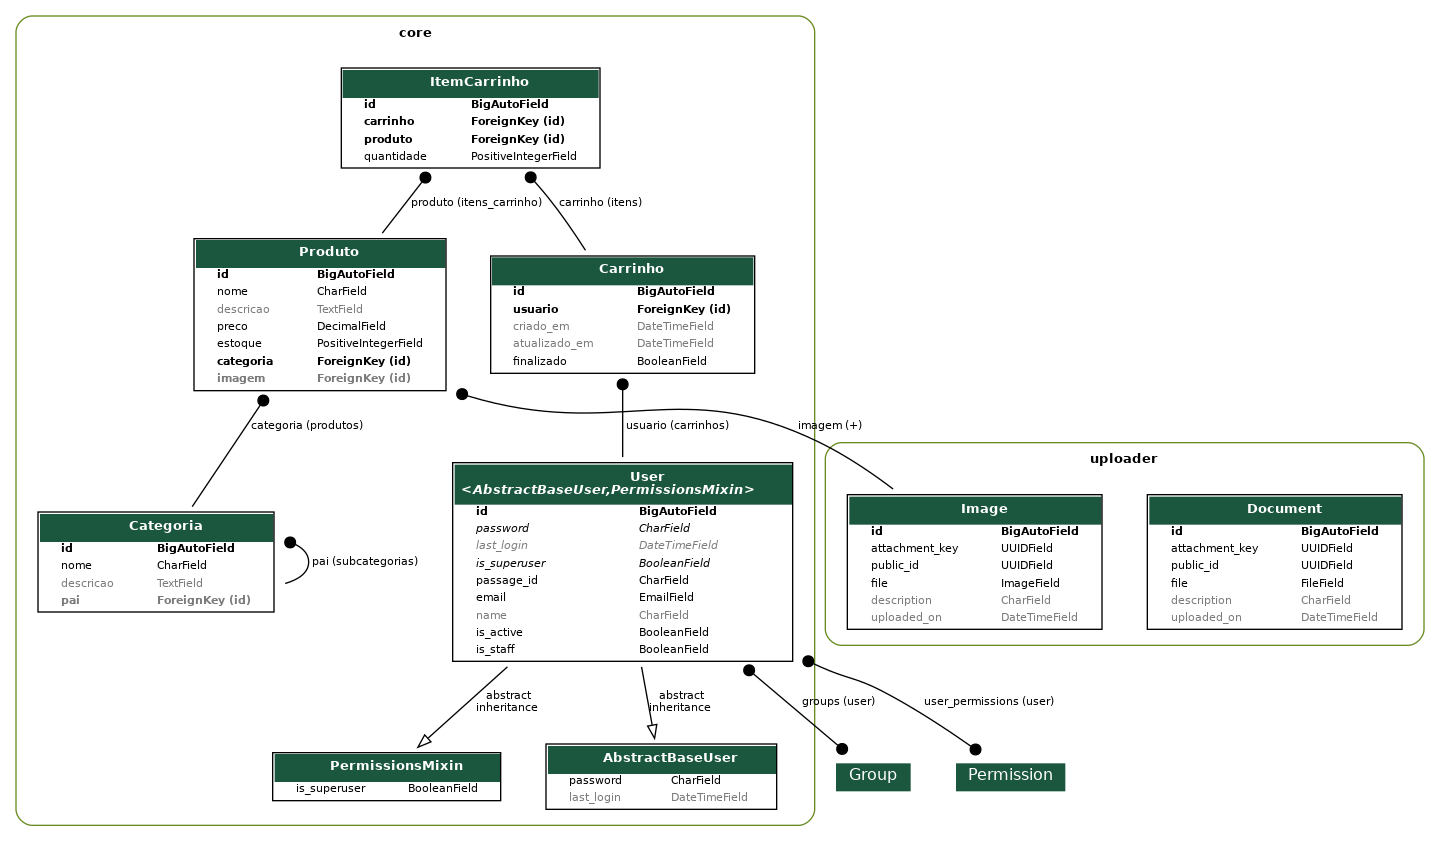 core
ItemCarrinho
id BigAutoField
carrinho ForeignKey (id)
produto ForeignKey (id)
quantidade PositiveIntegerField
produto (itens_carrinho)
carrinho (itens)
Produto
id BigAutoField
nome CharField
descricao TextField
preco DecimalField
estoque PositiveIntegerField
categoria ForeignKey (id)
imagem ForeignKey (id)
Carrinho
id BigAutoField
usuario ForeignKey (id)
criado_em DateTimeField
atualizado_em DateTimeField
finalizado BooleanField
categoria (produtos)
usuario (carrinhos)
imagem (+)
Categoria
id BigAutoField
nome CharField
descricao TextField
pai ForeignKey (id)
pai (subcategorias)
User
<AbstractBaseUser,PermissionsMixin>
id BigAutoField
password CharField
last_login DateTimeField
is_superuser BooleanField
passage_id CharField
email EmailField
name CharField
is_active BooleanField
is_staff BooleanField
uploader
Image
id BigAutoField
attachment_key UUIDField
public_id UUIDField
file ImageField
description CharField
uploaded_on DateTimeField
Document
id BigAutoField
attachment_key UUIDField
public_id UUIDField
file FileField
description CharField
uploaded_on DateTimeField
abstract
inheritance
abstract
inheritance
groups (user)
user_permissions (user)
PermissionsMixin
is_superuser BooleanField
AbstractBaseUser
password CharField
last_login DateTimeField
Group
Permission